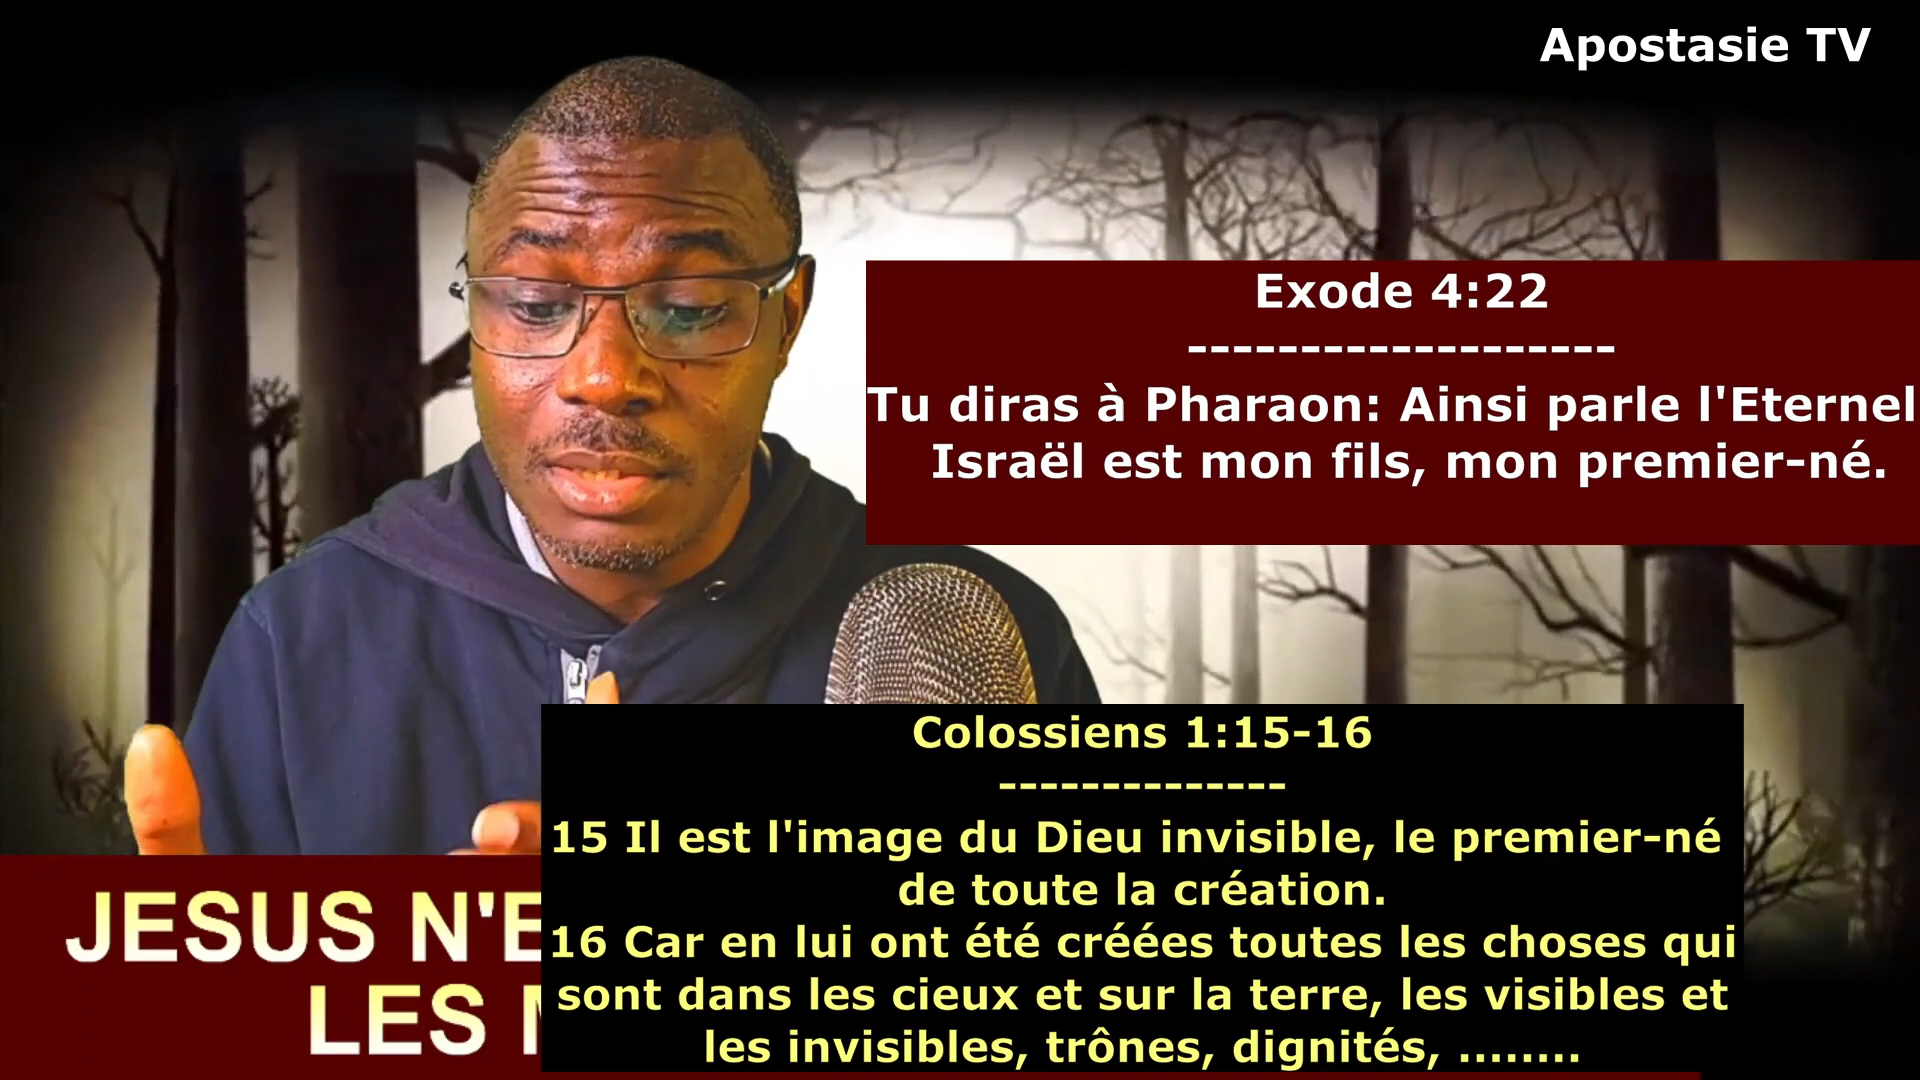 Apostasie TV
Exode 4:22
-------------------
Tu diras à Pharaon: Ainsi parle l'Eternel
Israël est mon fils, mon premier-né.
Colossiens 1:15-16
--------------
15 Il est l'image du Dieu invisible, le premier-né
de toute la création.
16 Car en lui ont été créées toutes les choses qui
sont dans les cieux et sur la terre, les visibles et
les invisibles, trônes, dignités, ........
JESUS
LES